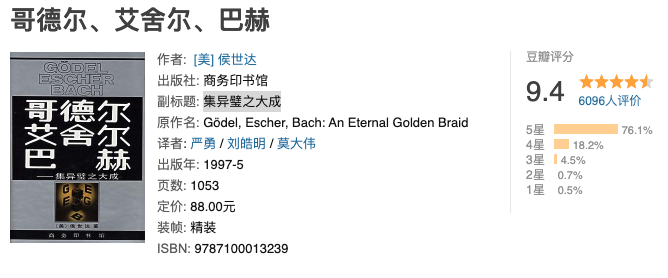 哥德尔、艾舍尔、巴赫
GÖDEL
ESCHER
BACH
哥德尔
艾舍尔
巴赫
——集异璧之大成
[美] 侯世达 著
商务印书馆
作者: [美] 侯世达
出版社: 商务印书馆
副标题: 集异璧之大成
原作名: Gödel, Escher, Bach: An Eternal Golden Braid
译者: 严勇 / 刘皓明 / 莫大伟
出版年: 1997-5
页数: 1053
定价: 88.00元
装帧: 精装
ISBN: 9787100013239
豆瓣评分
9.4
6096人评价
5星 76.1%
4星 18.2%
3星 4.5%
2星 0.7%
1星 0.5%